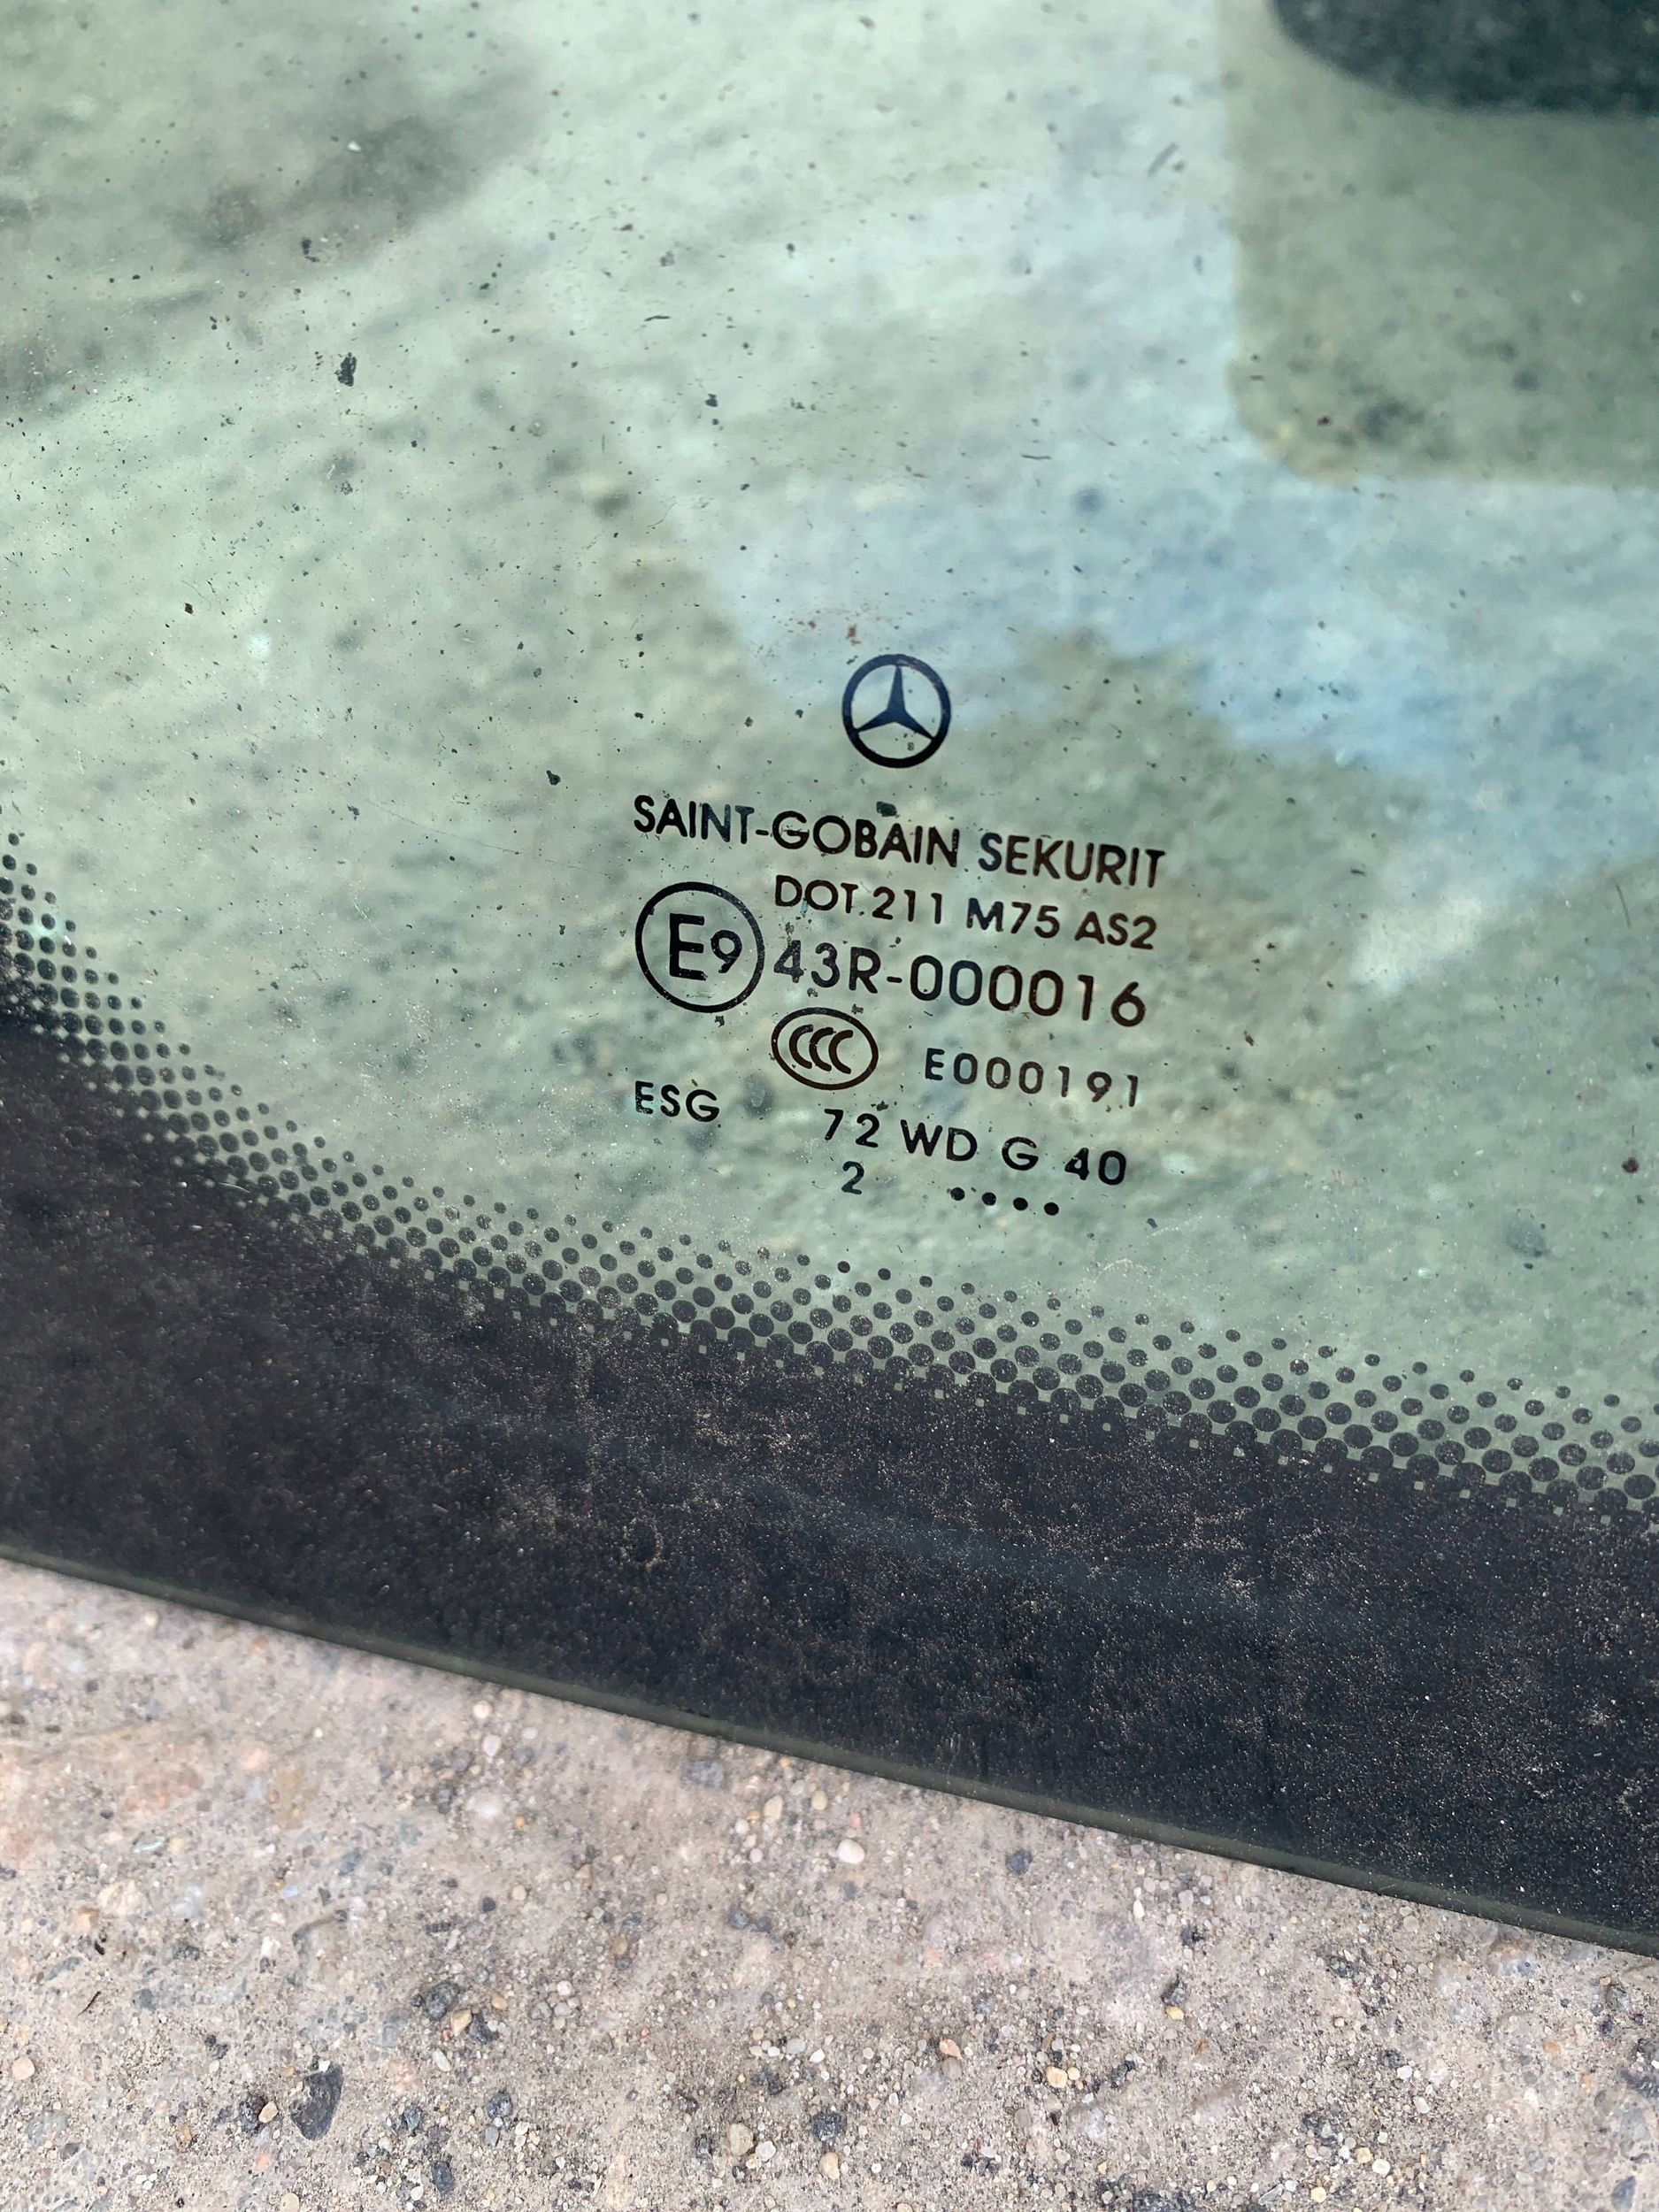 SAINT-GOBAIN SEKURIT
DOT.211 M75 AS2
E9 43R-000016
CCC E000191
ESG 72 WD G 40
2 ••••